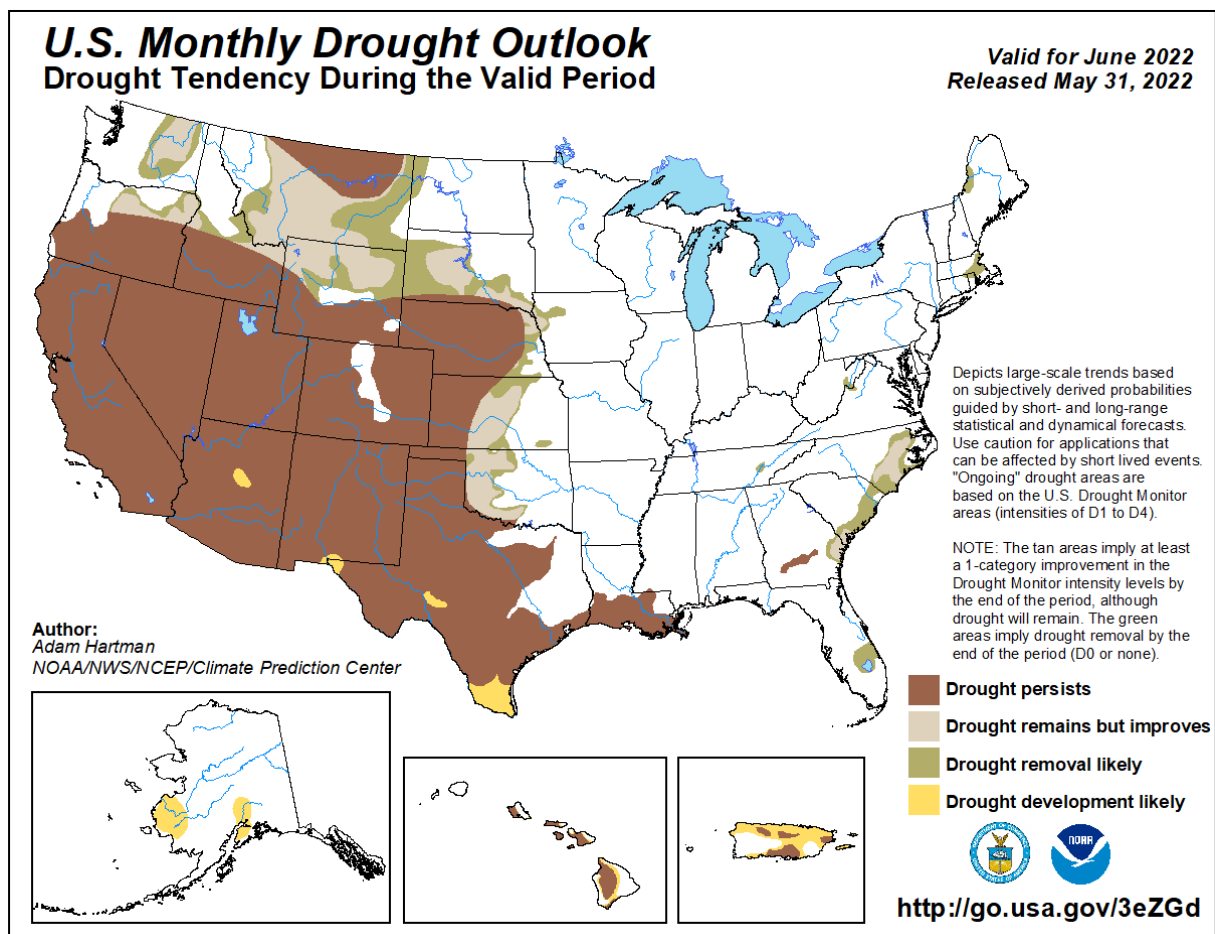 U.S. Monthly Drought Outlook
Drought Tendency During the Valid Period
Valid for June 2022
Released May 31, 2022
Depicts large-scale trends based
on subjectively derived probabilities
guided by short- and long-range
statistical and dynamical forecasts.
Use caution for applications that
can be affected by short lived events.
"Ongoing" drought areas are
based on the U.S. Drought Monitor
areas (intensities of D1 to D4).
NOTE: The tan areas imply at least
a 1-category improvement in the
Drought Monitor intensity levels by
the end of the period, although
drought will remain. The green
areas imply drought removal by the
end of the period (D0 or none).
Author:
Adam Hartman
NOAA/NWS/NCEP/Climate Prediction Center
Drought persists
Drought remains but improves
Drought removal likely
Drought development likely
NOAA
http://go.usa.gov/3eZGd